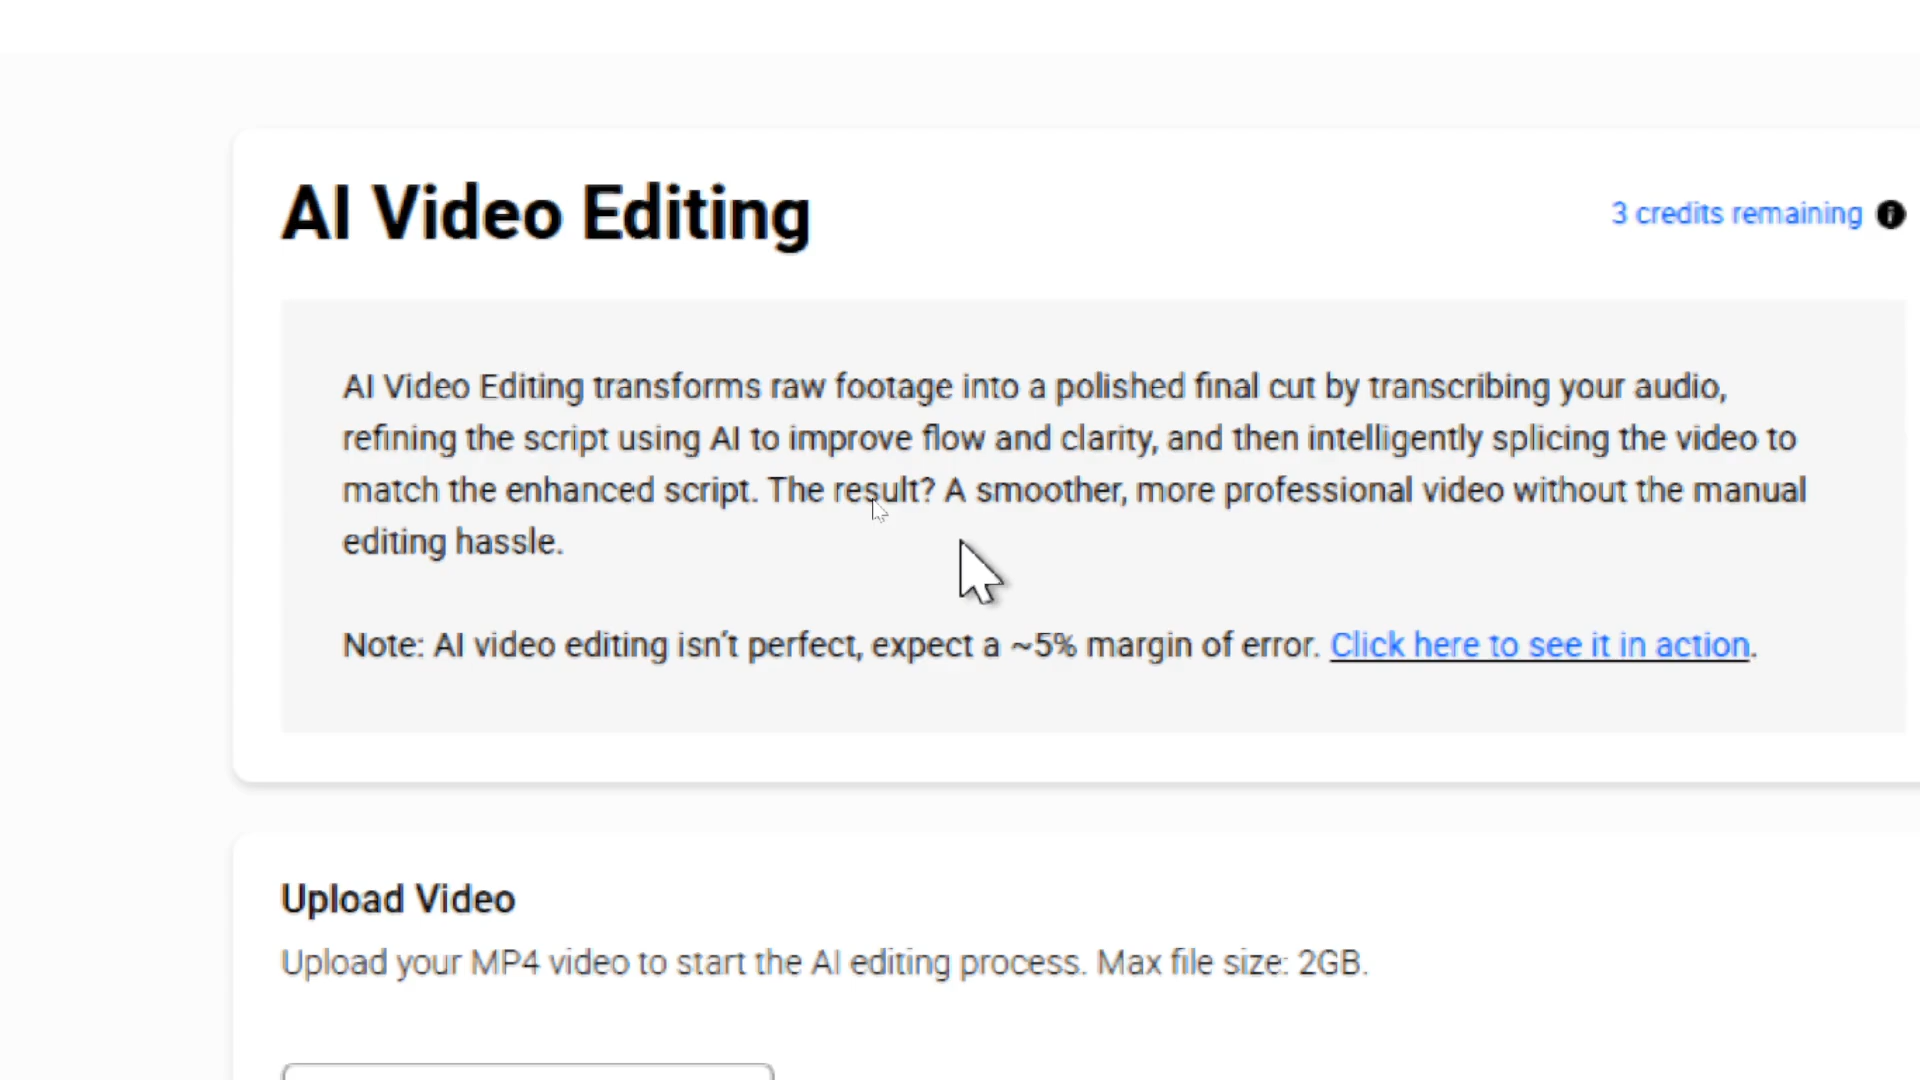 AI Video Editing
3 credits remaining
AI Video Editing transforms raw footage into a polished final cut by transcribing your audio,
refining the script using AI to improve flow and clarity, and then intelligently splicing the video to
match the enhanced script. The result? A smoother, more professional video without the manual
editing hassle.
Note: AI video editing isn't perfect, expect a ~5% margin of error. Click here to see it in action.
Upload Video
Upload your MP4 video to start the AI editing process. Max file size: 2GB.